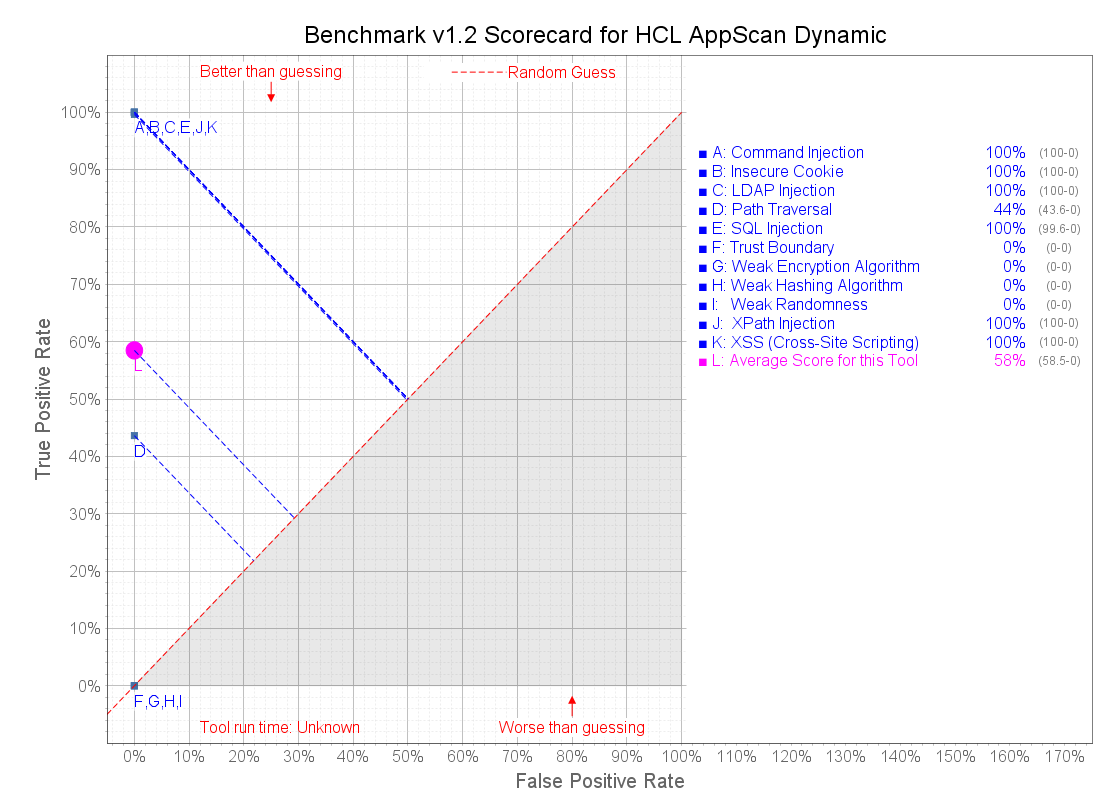 Benchmark v1.2 Scorecard for HCL AppScan Dynamic
Better than guessing
Random Guess
100%
90%
80%
70%
60%
50%
40%
30%
20%
10%
0%
True Positive Rate
A,B,C,E,J,K
L
D
F,G,H,I
A: Command Injection 100% (100-0)
B: Insecure Cookie 100% (100-0)
C: LDAP Injection 100% (100-0)
D: Path Traversal 44% (43.6-0)
E: SQL Injection 100% (99.6-0)
F: Trust Boundary 0% (0-0)
G: Weak Encryption Algorithm 0% (0-0)
H: Weak Hashing Algorithm 0% (0-0)
I: Weak Randomness 0% (0-0)
J: XPath Injection 100% (100-0)
K: XSS (Cross-Site Scripting) 100% (100-0)
L: Average Score for this Tool 58% (58.5-0)
Tool run time: Unknown
Worse than guessing
0% 10% 20% 30% 40% 50% 60% 70% 80% 90% 100% 110% 120% 130% 140% 150% 160% 170%
False Positive Rate